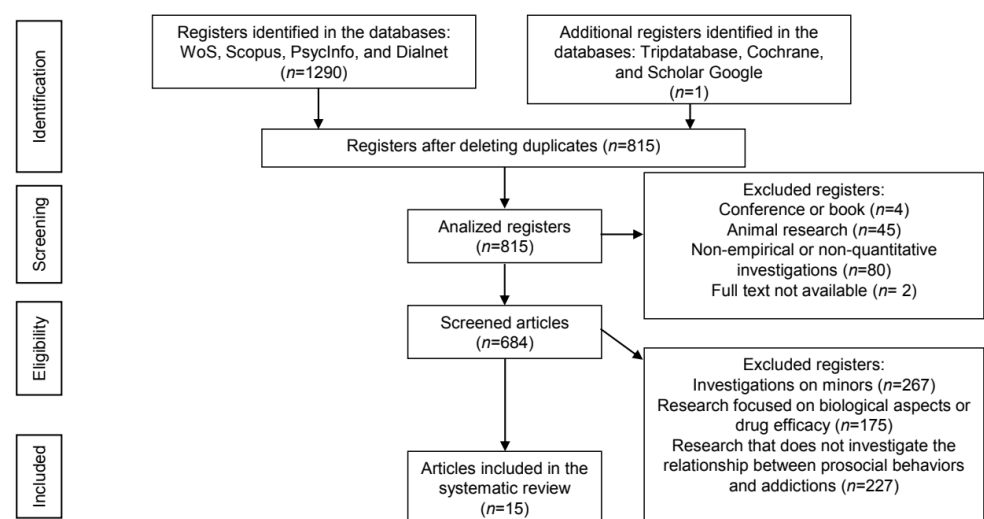 Identification
Registers identified in the databases:
WoS, Scopus, PsycInfo, and Dialnet
(n=1290)
Additional registers identified in the
databases: Tripdatabase, Cochrane,
and Scholar Google
(n=1)
Registers after deleting duplicates (n=815)
Screening
Analized registers
(n=815)
Excluded registers:
Conference or book (n=4)
Animal research (n=45)
Non-empirical or non-quantitative
investigations (n=80)
Full text not available (n= 2)
Eligibility
Screened articles
(n=684)
Excluded registers:
Investigations on minors (n=267)
Research focused on biological aspects or
drug efficacy (n=175)
Research that does not investigate the
relationship between prosocial behaviors
and addictions (n=227)
Included
Articles included in the
systematic review
(n=15)